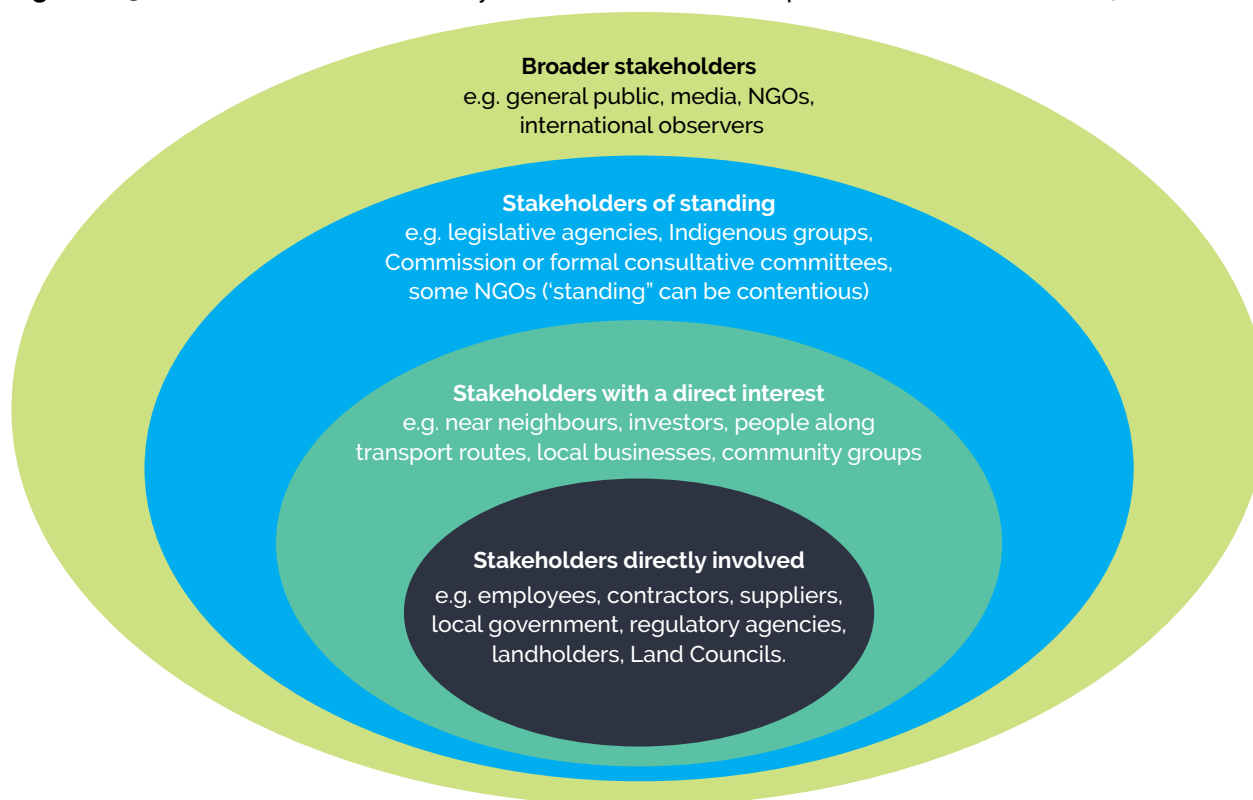 Broader stakeholders
e.g. general public, media, NGOs,
international observers
Stakeholders of standing
e.g. legislative agencies, Indigenous groups,
Commission or formal consultative committees,
some NGOs (‘standing” can be contentious)
Stakeholders with a direct interest
e.g. near neighbours, investors, people along
transport routes, local businesses, community groups
Stakeholders directly involved
e.g. employees, contractors, suppliers,
local government, regulatory agencies,
landholders, Land Councils.